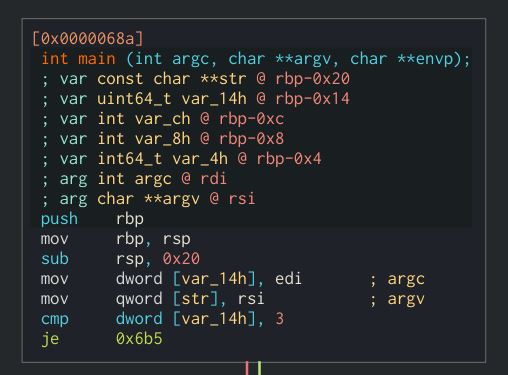 [0x0000068a]
int main (int argc, char **argv, char **envp);
; var const char **str @ rbp-0x20
; var uint64_t var_14h @ rbp-0x14
; var int var_ch @ rbp-0xc
; var int var_8h @ rbp-0x8
; var int64_t var_4h @ rbp-0x4
; arg int argc @ rdi
; arg char **argv @ rsi
push rbp
mov rbp, rsp
sub rsp, 0x20
mov dword [var_14h], edi ; argc
mov qword [str], rsi ; argv
cmp dword [var_14h], 3
je 0x6b5